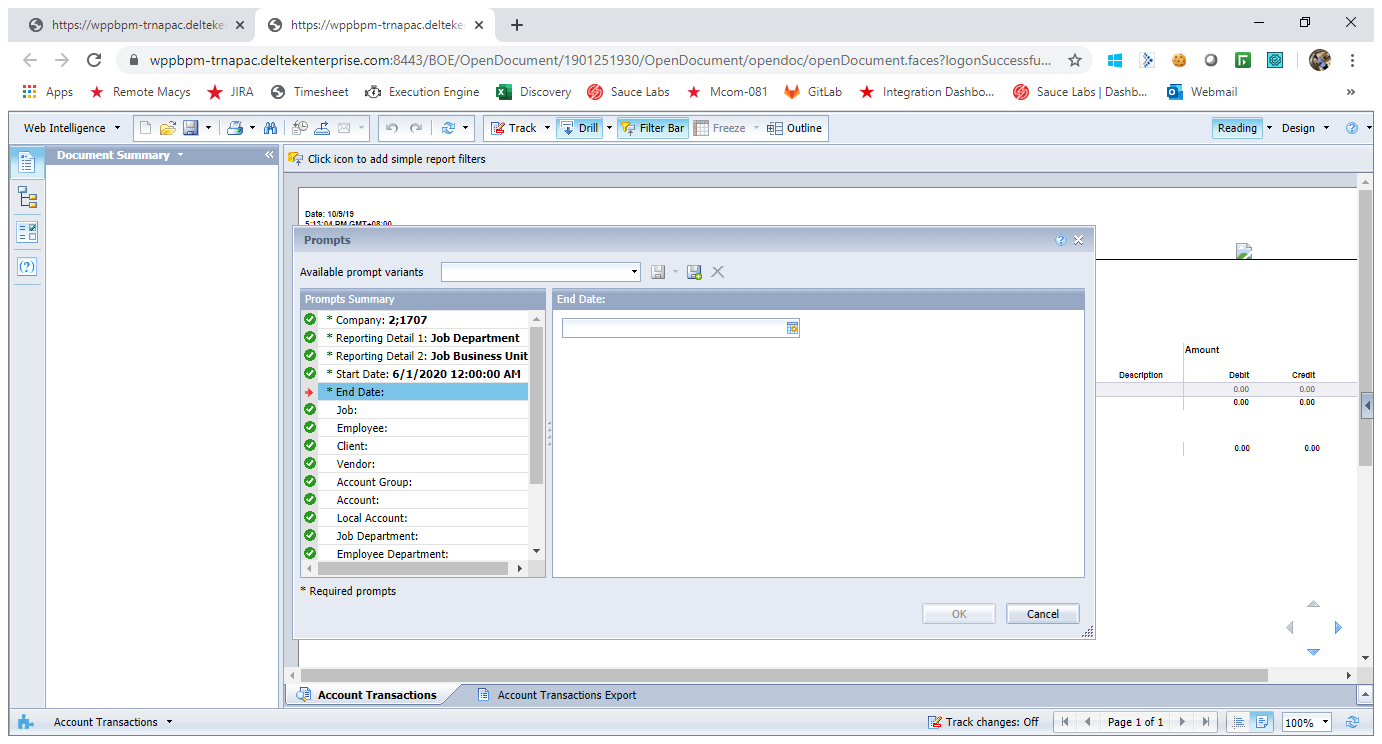 https://wppbpm-trnapac.delteke
https://wppbpm-trnapac.delteke
wppbpm-trnapac.deltekenterprise.com:8443/BOE/OpenDocument/1901251930/OpenDocument/opendoc/openDocument.faces?logonSuccessfu...
Apps Remote Macys JIRA Timesheet Execution Engine Discovery Sauce Labs Mcom-081 GitLab Integration Dashbo... Sauce Labs | Dashb... Webmail »
Web Intelligence Track Drill Filter Bar Freeze Outline Reading Design
Document Summary «
Click icon to add simple report filters
Date: 10/9/19
5:13:04 PM GMT+08:00
Prompts
Available prompt variants
Prompts Summary
End Date:
* Company: 2;1707
* Reporting Detail 1: Job Department
* Reporting Detail 2: Job Business Unit
* Start Date: 6/1/2020 12:00:00 AM
* End Date:
Job:
Employee:
Client:
Vendor:
Account Group:
Account:
Local Account:
Job Department:
Employee Department:
* Required prompts
OK Cancel
Amount
Description Debit Credit
0.00 0.00
0.00 0.00
0.00 0.00
Account Transactions Account Transactions Export
Account Transactions Track changes: Off Page 1 of 1 100%